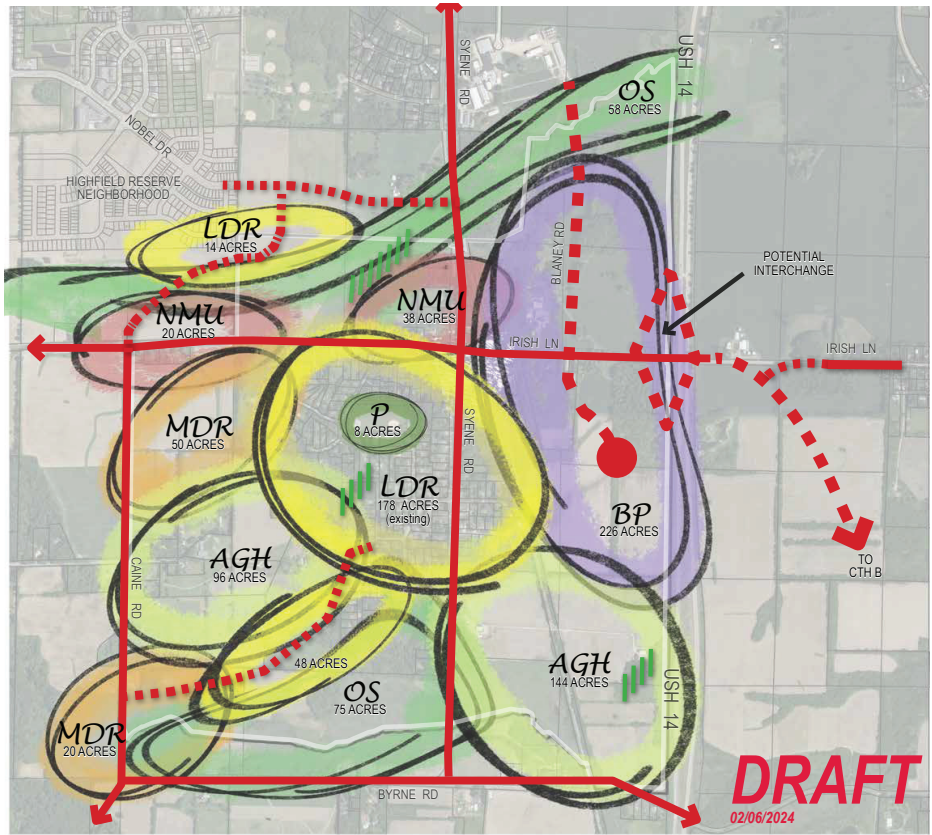 SYENE RD
USH 14
OS
58 ACRES
NOBEL DR
HIGHFIELD RESERVE
NEIGHBORHOOD
LDR
14 ACRES
BLANEY RD
POTENTIAL
INTERCHANGE
NMU
20 ACRES
NMU
38 ACRES
IRISH LN
IRISH LN
P
8 ACRES
MDR
50 ACRES
SYENE RD
LDR
178 ACRES
(existing)
BP
226 ACRES
AGH
96 ACRES
TO
CTH B
CAINE RD
48 ACRES
AGH
144 ACRES
OS
75 ACRES
USH 14
MDR
20 ACRES
BYRNE RD
DRAFT
02/06/2024